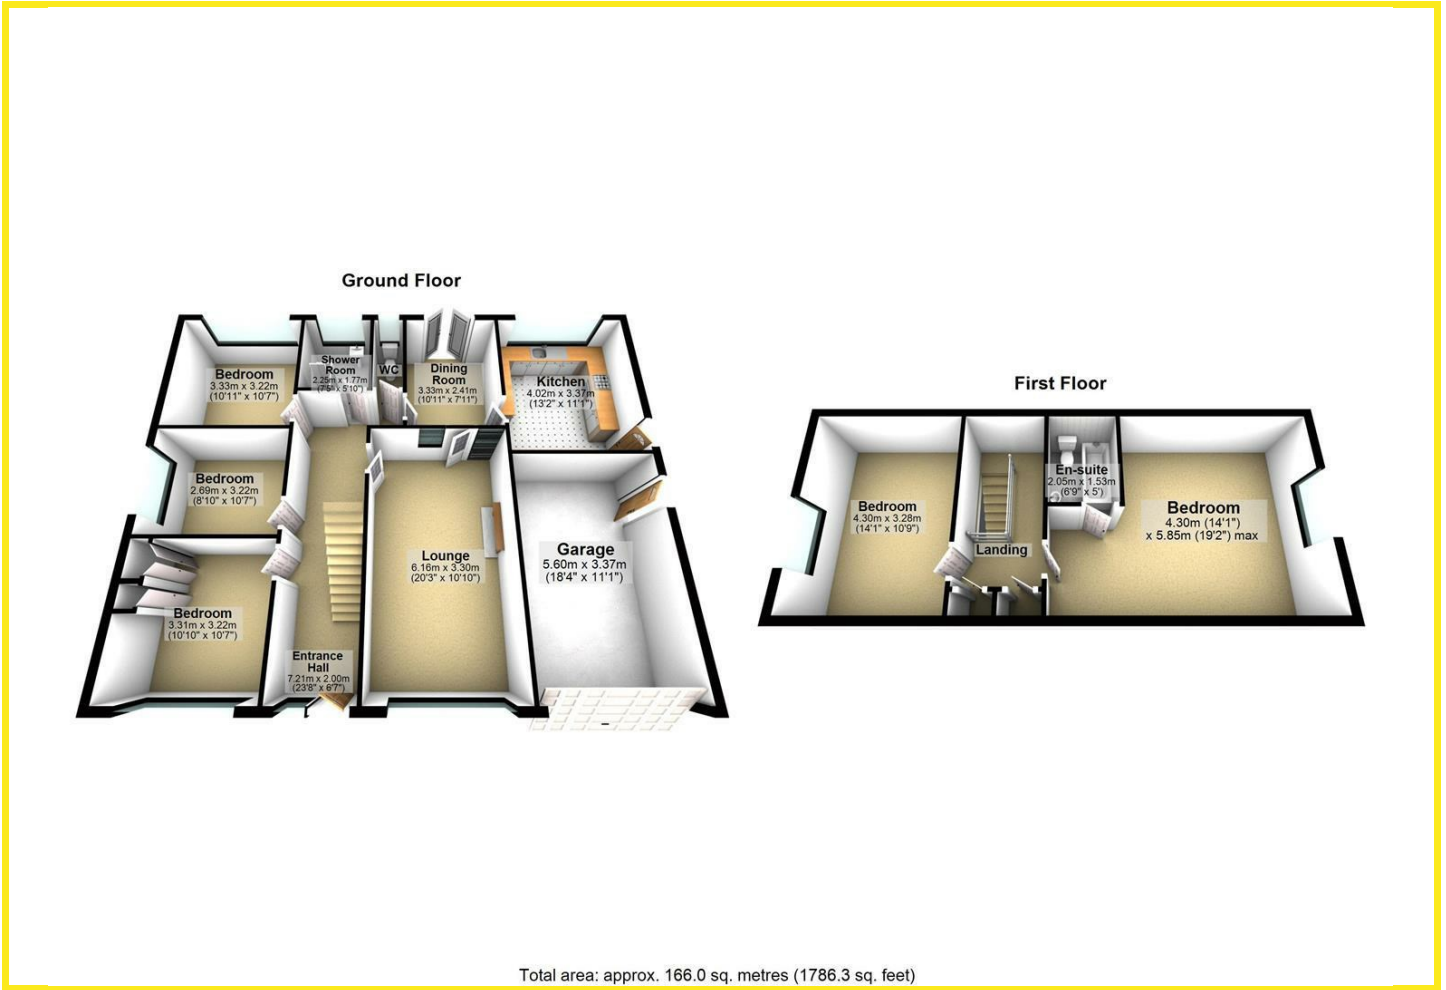 Ground Floor
Bedroom
3.33m x 3.22m
(10'11" x 10'7")
Shower
Room
2.25m x 1.77m
(7'5" x 5'10")
WC
Dining
Room
3.33m x 2.41m
(10'11" x 7'11")
Kitchen
4.02m x 3.37m
(13'2" x 11'1")
Bedroom
2.69m x 3.22m
(8'10" x 10'7")
Lounge
6.16m x 3.30m
(20'3" x 10'10")
Garage
5.60m x 3.37m
(18'4" x 11'1")
Bedroom
3.31m x 3.22m
(10'10" x 10'7")
Entrance
Hall
7.21m x 2.00m
(23'8" x 6'7")
First Floor
Bedroom
4.30m x 3.28m
(14'1" x 10'9")
Landing
En-suite
2.05m x 1.53m
(6'9" x 5')
Bedroom
4.30m (14'1")
x 5.85m (19'2") max
Total area: approx. 166.0 sq. metres (1786.3 sq. feet)